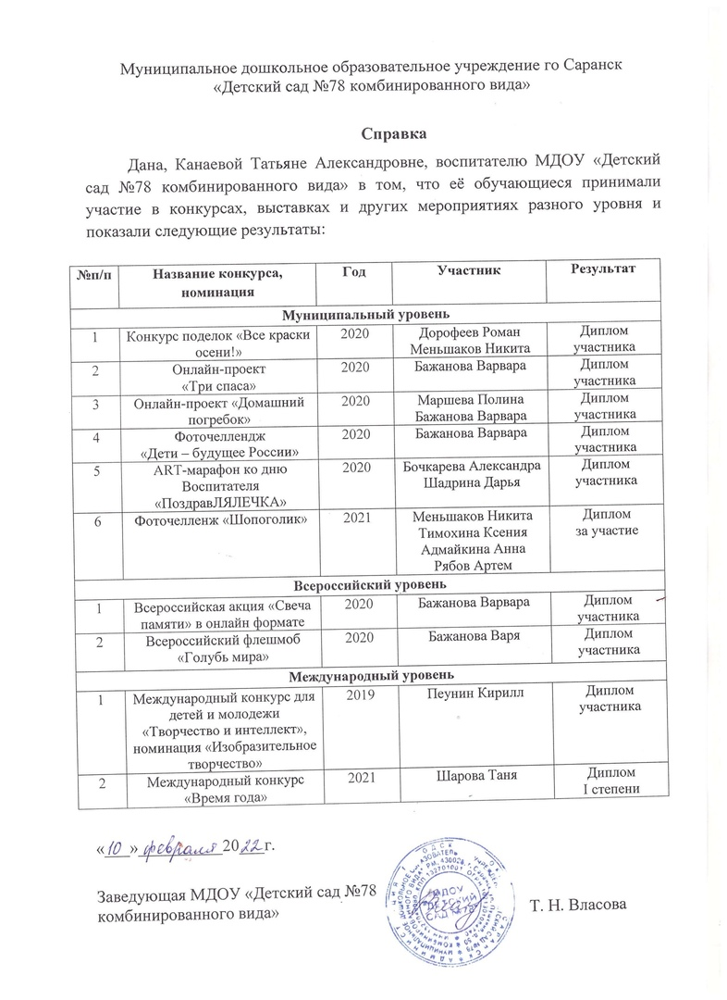 Муниципальное дошкольное образовательное учреждение го Саранск
«Детский сад №78 комбинированного вида»
Справка
Дана, Канаевой Татьяне Александровне, воспитателю МДОУ «Детский
сад №78 комбинированного вида» в том, что её обучающиеся принимали
участие в конкурсах, выставках и других мероприятиях разного уровня и
показали следующие результаты:
№п/п Название конкурса, Год Участник Результат
номинация
Муниципальный уровень
1 Конкурс поделок «Все краски 2020 Дорофеев Роман Диплом
осени!» Меньшаков Никита участника
2 Онлайн-проект 2020 Бажанова Варвара Диплом
«Три спаса» участника
3 Онлайн-проект «Домашний 2020 Маршева Полина Диплом
погребок» Бажанова Варвара участника
4 Фоточеллендж 2020 Бажанова Варвара Диплом
«Дети – будущее России» участника
5 ART-марафон ко дню 2020 Бочкарева Александра Диплом
Воспитателя Шадрина Дарья участника
«ПоздравЛЯЛЕЧКА»
6 Фоточелленж «Шопоголик» 2021 Меньшаков Никита Диплом
Тимохина Ксения за участие
Адмайкина Анна
Рябов Артем
Всероссийский уровень
1 Всероссийская акция «Свеча 2020 Бажанова Варвара Диплом
памяти» в онлайн формате участника
2 Всероссийский флешмоб 2020 Бажанова Варя Диплом
«Голубь мира» участника
Международный уровень
1 Международный конкурс для 2019 Пеунин Кирилл Диплом
детей и молодежи участника
«Творчество и интеллект»,
номинация «Изобразительное
творчество»
2 Международный конкурс 2021 Шарова Таня Диплом
«Время года» I степени
«10» февраля 2022 г.
Заведующая МДОУ «Детский сад №78
комбинированного вида» Т. Н. Власова
МДОУ
ДЕТСКИЙ
САД №78